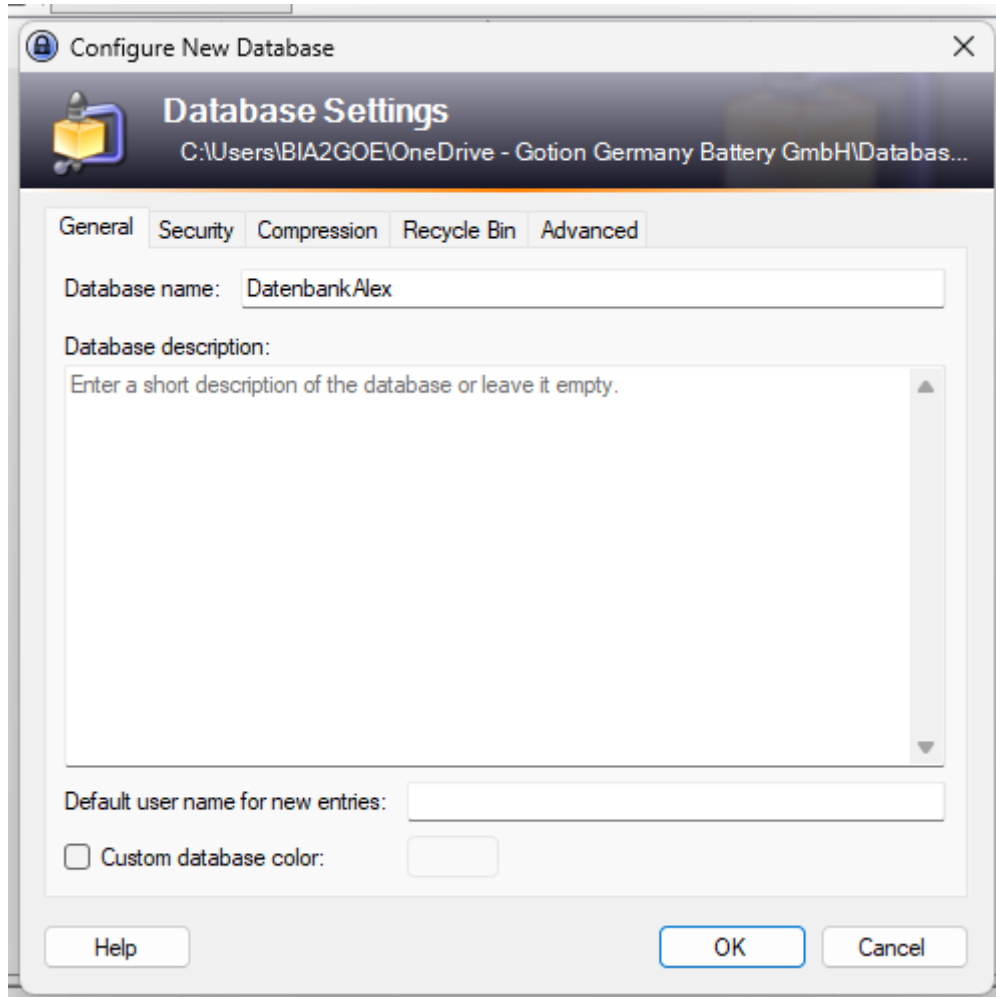 Configure New Database
Database Settings
C:\Users\BIA2GOE\OneDrive - Gotion Germany Battery GmbH\Databas...
General Security Compression Recycle Bin Advanced
Database name: DatenbankAlex
Database description:
Enter a short description of the database or leave it empty.
Default user name for new entries:
Custom database color:
Help OK Cancel